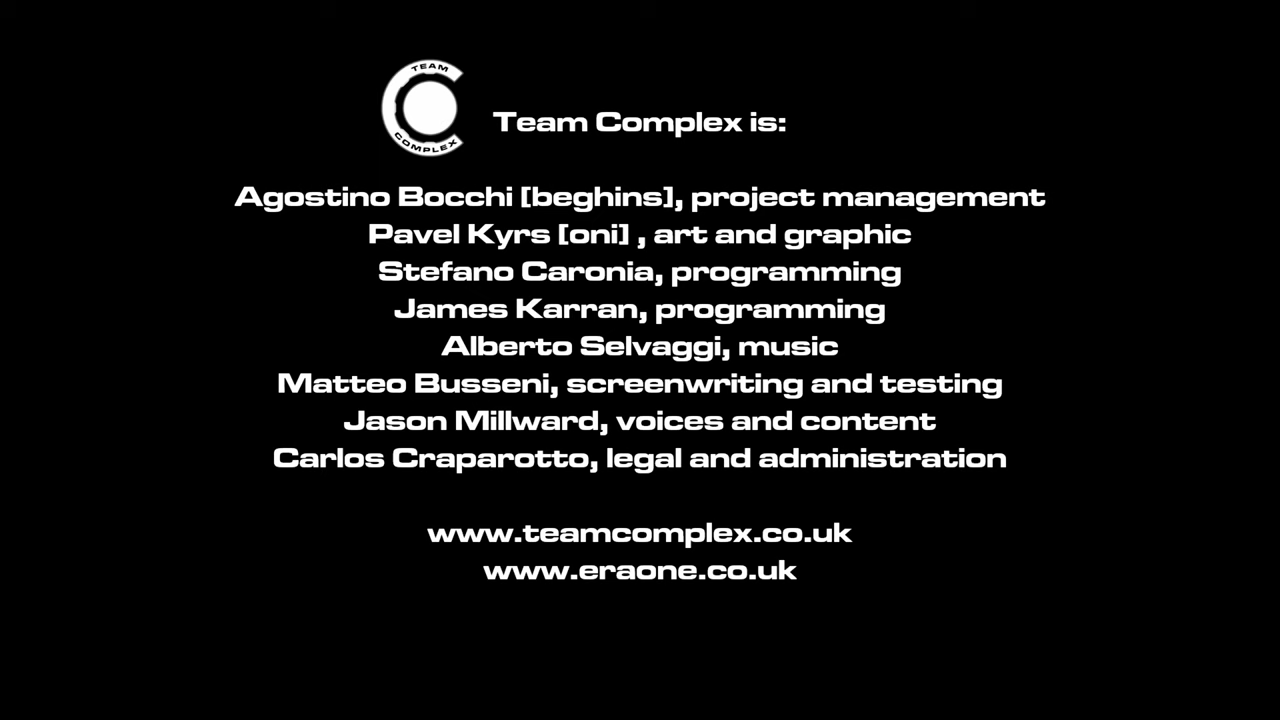 TEAM
COMPLEX
Team Complex is:
Agostino Bocchi [beghins], project management
Pavel Kyrs [oni] , art and graphic
Stefano Caronia, programming
James Karran, programming
Alberto Selvaggi, music
Matteo Busseni, screenwriting and testing
Jason Millward, voices and content
Carlos Craparotto, legal and administration
www.teamcomplex.co.uk
www.eraone.co.uk